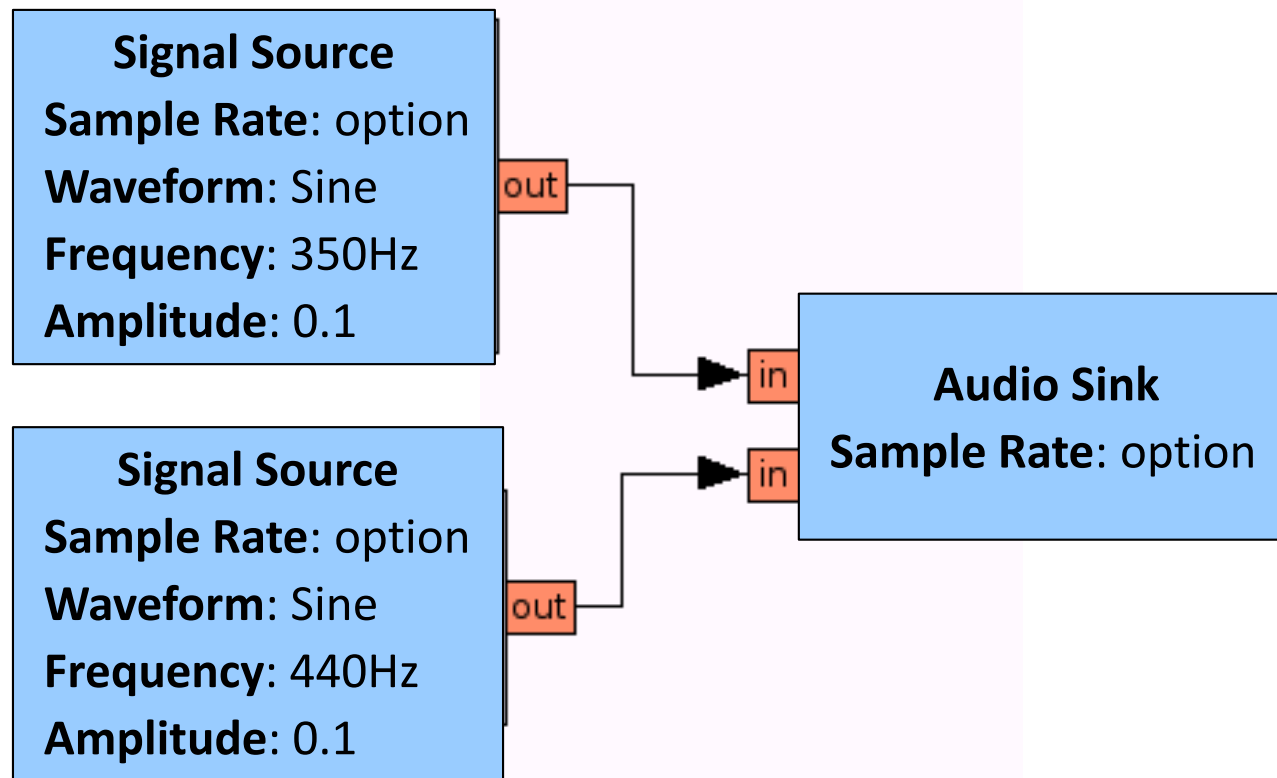 Signal Source
Sample Rate: option
Waveform: Sine
Frequency: 350Hz
Amplitude: 0.1
out
in
Audio Sink
Sample Rate: option
in
Signal Source
Sample Rate: option
Waveform: Sine
Frequency: 440Hz
Amplitude: 0.1
out